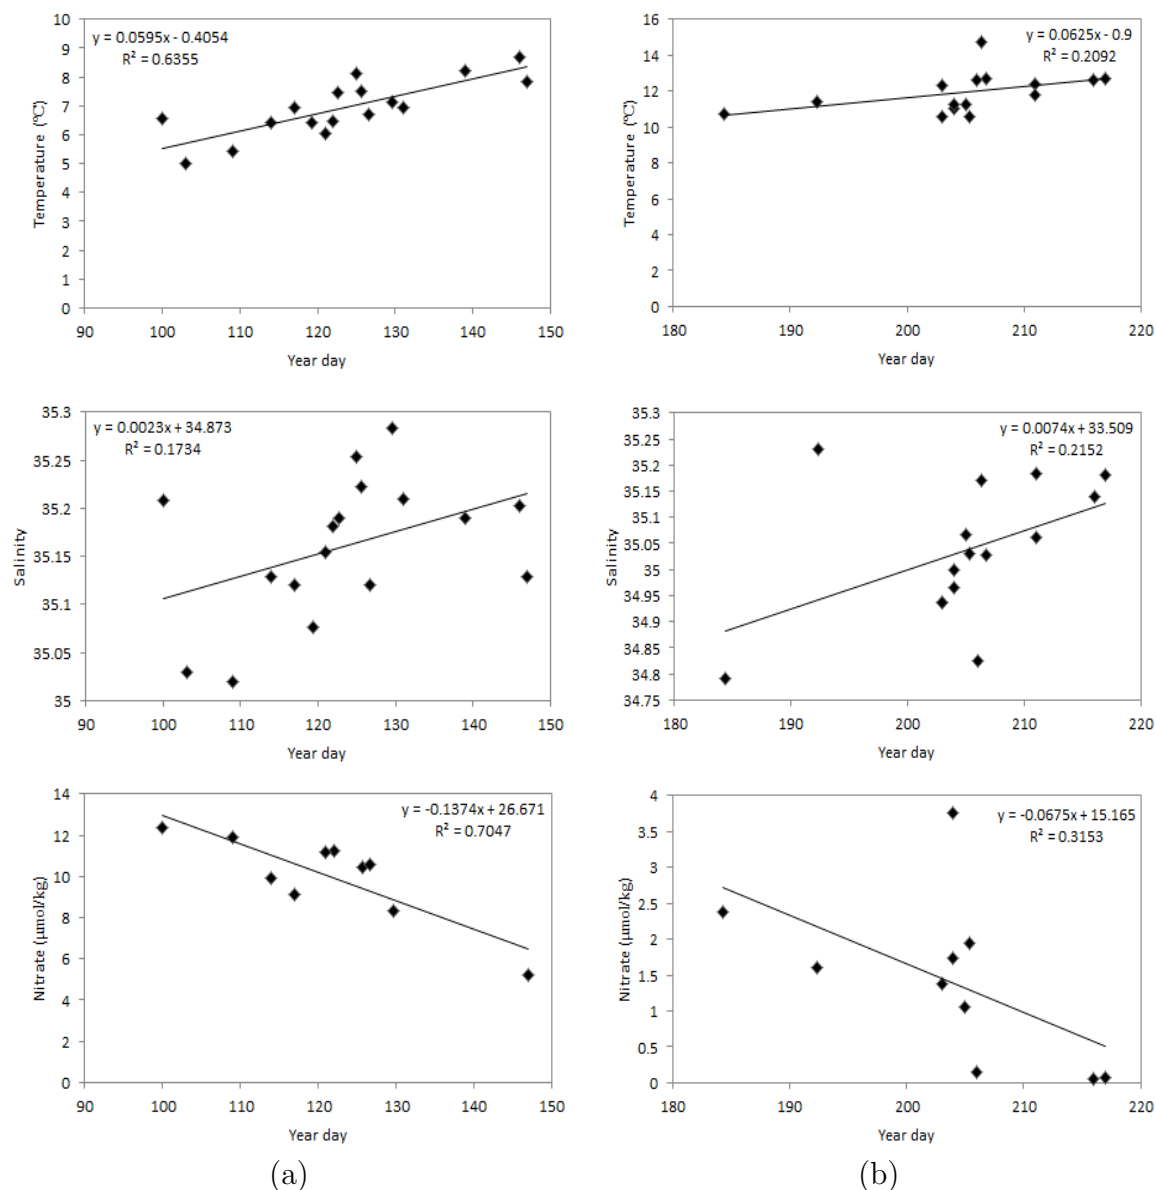 y = 0.0595x - 0.4054
R² = 0.6355
10
9
8
7
6
5
4
3
2
1
0
Temperature (ºC)
90 100 110 120 130 140 150
Year day
y = 0.0625x - 0.9
R² = 0.2092
16
14
12
10
8
6
4
2
0
Temperature (ºC)
180 190 200 210 220
Year day
y = 0.0023x + 34.873
R² = 0.1734
35.3
35.25
35.2
35.15
35.1
35.05
35
Salinity
90 100 110 120 130 140 150
Year day
y = 0.0074x + 33.509
R² = 0.2152
35.3
35.25
35.2
35.15
35.1
35.05
35
34.95
34.9
34.85
34.8
34.75
Salinity
180 190 200 210 220
Year day
y = -0.1374x + 26.671
R² = 0.7047
14
12
10
8
6
4
2
0
Nitrate (μmol/kg)
90 100 110 120 130 140 150
Year day
y = -0.0675x + 15.165
R² = 0.3153
4
3.5
3
2.5
2
1.5
1
0.5
0
Nitrate (μmol/kg)
180 190 200 210 220
Year day
(a)
(b)